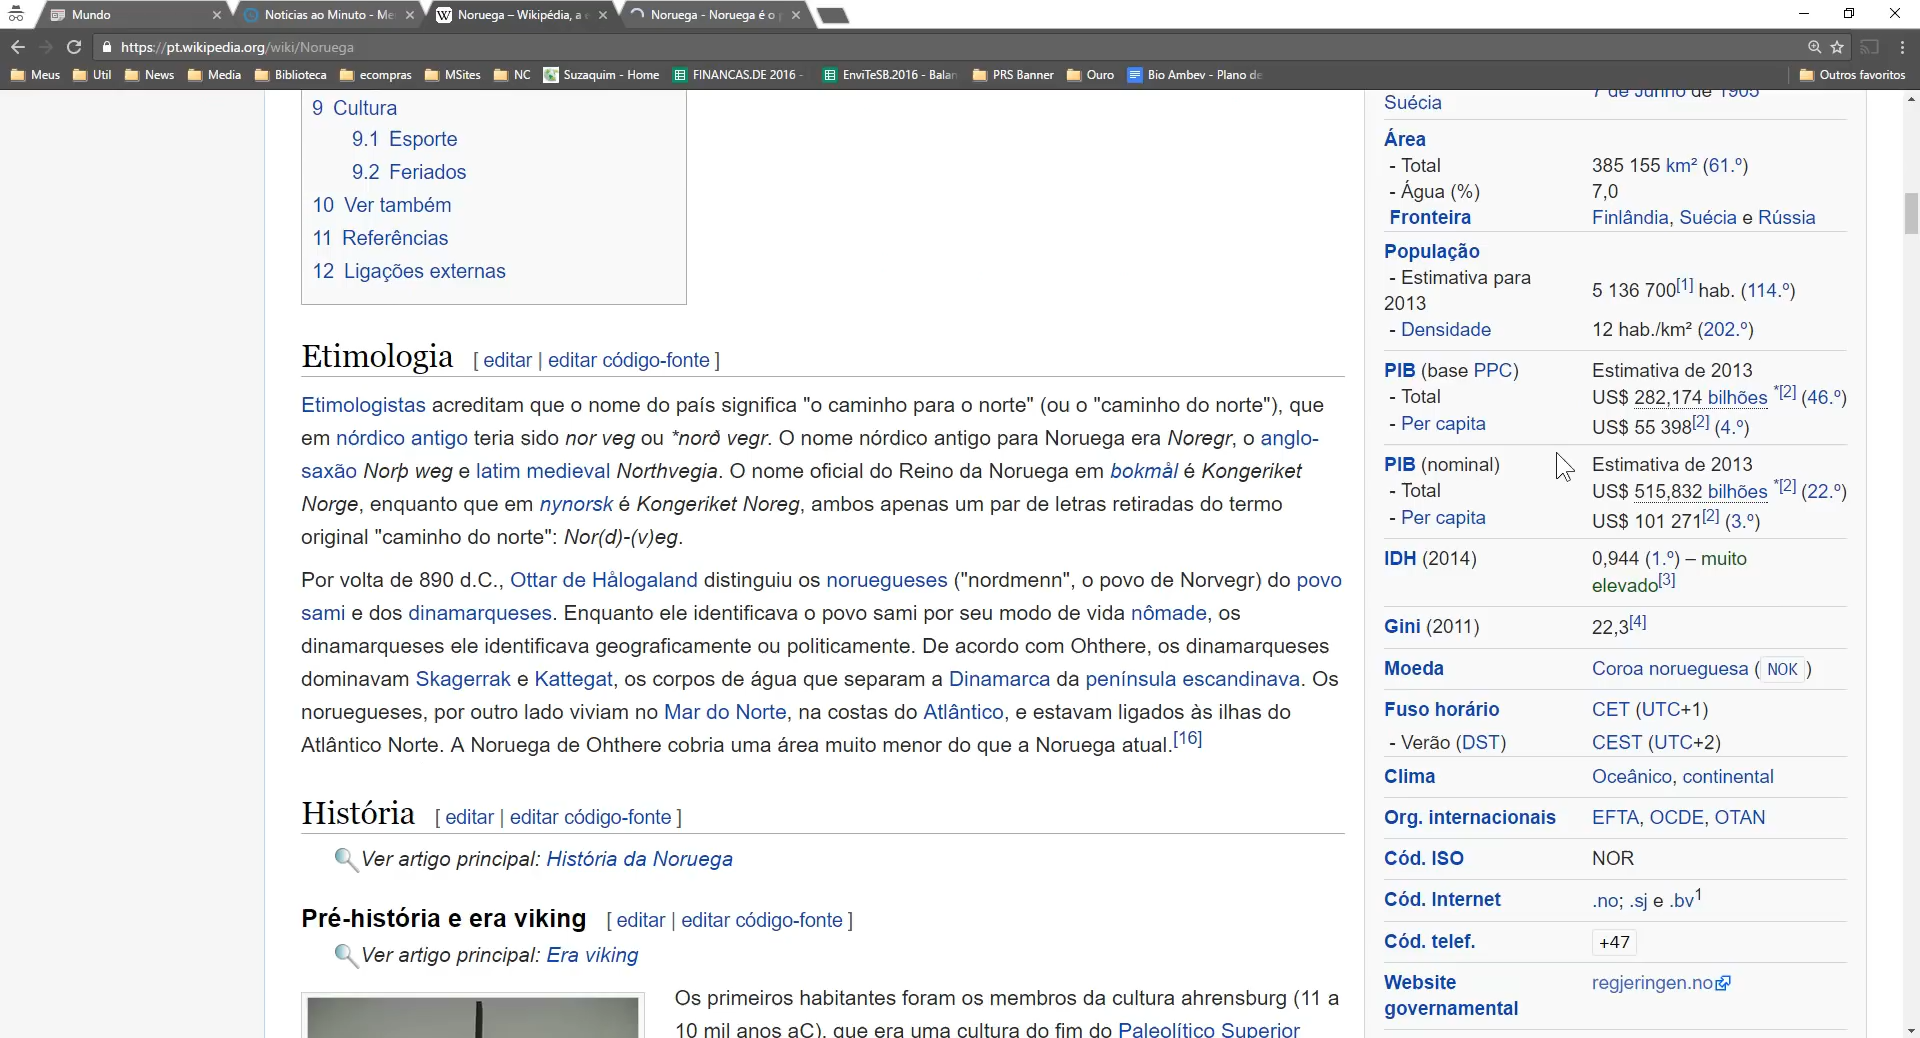 Mundo
Noticias ao Minuto - Me
Noruega – Wikipédia, a e
Noruega - Noruega é o p
https://pt.wikipedia.org/wiki/Noruega
Meus
Util
News
Media
Biblioteca
ecompras
MSites
NC
Suzaquim - Home
FINANCAS.DE 2016 -
EnviTeSB.2016 - Balan
PRS Banner
Ouro
Bio Ambev - Plano de
Outros favoritos
9 Cultura
9.1 Esporte
9.2 Feriados
10 Ver também
11 Referências
12 Ligações externas
Etimologia [ editar | editar código-fonte ]
Etimologistas acreditam que o nome do país significa "o caminho para o norte" (ou o "caminho do norte"), que
em nórdico antigo teria sido nor veg ou *norð vegr. O nome nórdico antigo para Noruega era Noregr, o anglo-
saxão Norþ weg e latim medieval Northvegia. O nome oficial do Reino da Noruega em bokmål é Kongeriket
Norge, enquanto que em nynorsk é Kongeriket Noreg, ambos apenas um par de letras retiradas do termo
original "caminho do norte": Nor(d)-(v)eg.
Por volta de 890 d.C., Ottar de Hålogaland distinguiu os noruegueses ("nordmenn", o povo de Norvegr) do povo
sami e dos dinamarqueses. Enquanto ele identificava o povo sami por seu modo de vida nômade, os
dinamarqueses ele identificava geograficamente ou politicamente. De acordo com Ohthere, os dinamarqueses
dominavam Skagerrak e Kattegat, os corpos de água que separam a Dinamarca da península escandinava. Os
noruegueses, por outro lado viviam no Mar do Norte, na costas do Atlântico, e estavam ligados às ilhas do
Atlântico Norte. A Noruega de Ohthere cobria uma área muito menor do que a Noruega atual.[16]
História [ editar | editar código-fonte ]
Ver artigo principal: História da Noruega
Pré-história e era viking [ editar | editar código-fonte ]
Ver artigo principal: Era viking
Os primeiros habitantes foram os membros da cultura ahrensburg (11 a
10 mil anos aC), que era uma cultura do fim do Paleolítico Superior
7 de Junho de 1905
Suécia
Área
- Total 385 155 km² (61.º)
- Água (%) 7,0
Fronteira Finlândia, Suécia e Rússia
População
- Estimativa para
2013 5 136 700[1] hab. (114.º)
- Densidade 12 hab./km² (202.º)
PIB (base PPC) Estimativa de 2013
- Total US$ 282,174 bilhões *[2] (46.º)
- Per capita US$ 55 398[2] (4.º)
PIB (nominal) Estimativa de 2013
- Total US$ 515,832 bilhões *[2] (22.º)
- Per capita US$ 101 271[2] (3.º)
IDH (2014) 0,944 (1.º) – muito
elevado[3]
Gini (2011) 22,3[4]
Moeda Coroa norueguesa ( NOK )
Fuso horário CET (UTC+1)
- Verão (DST) CEST (UTC+2)
Clima Oceânico, continental
Org. internacionais EFTA, OCDE, OTAN
Cód. ISO NOR
Cód. Internet .no; .sj e .bv1
Cód. telef. +47
Website regjeringen.no
governamental